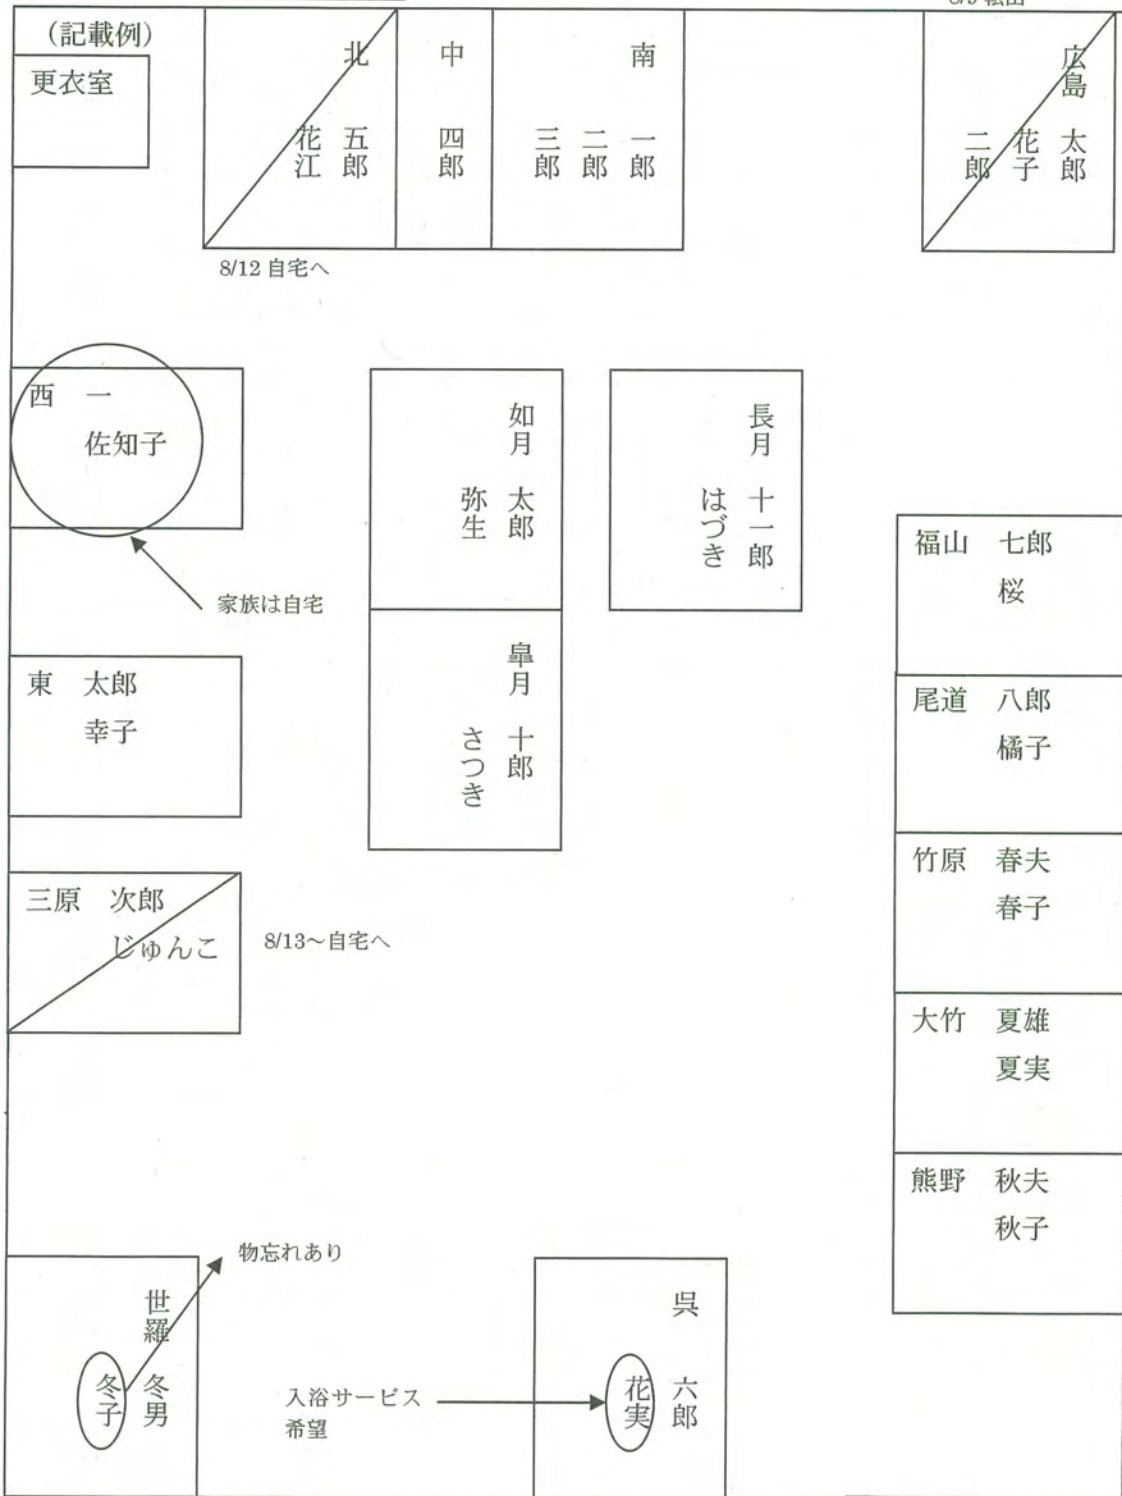 8/9 転出
(記載例)
更衣室
北 五郎
花江
中 四郎
南 一郎
二郎
三郎
広島 太郎
花子
二郎
8/12 自宅へ
西 一
佐知子
家族は自宅
如月 太郎
弥生
長月 十一郎
はづき
皐月 十郎
さつき
東 太郎
幸子
三原 次郎
じゅんこ
8/13~自宅へ
福山 七郎
桜
尾道 八郎
橘子
竹原 春夫
春子
大竹 夏雄
夏実
熊野 秋夫
秋子
物忘れあり
世羅 冬男
冬子
入浴サービス
希望
呉 六郎
花実